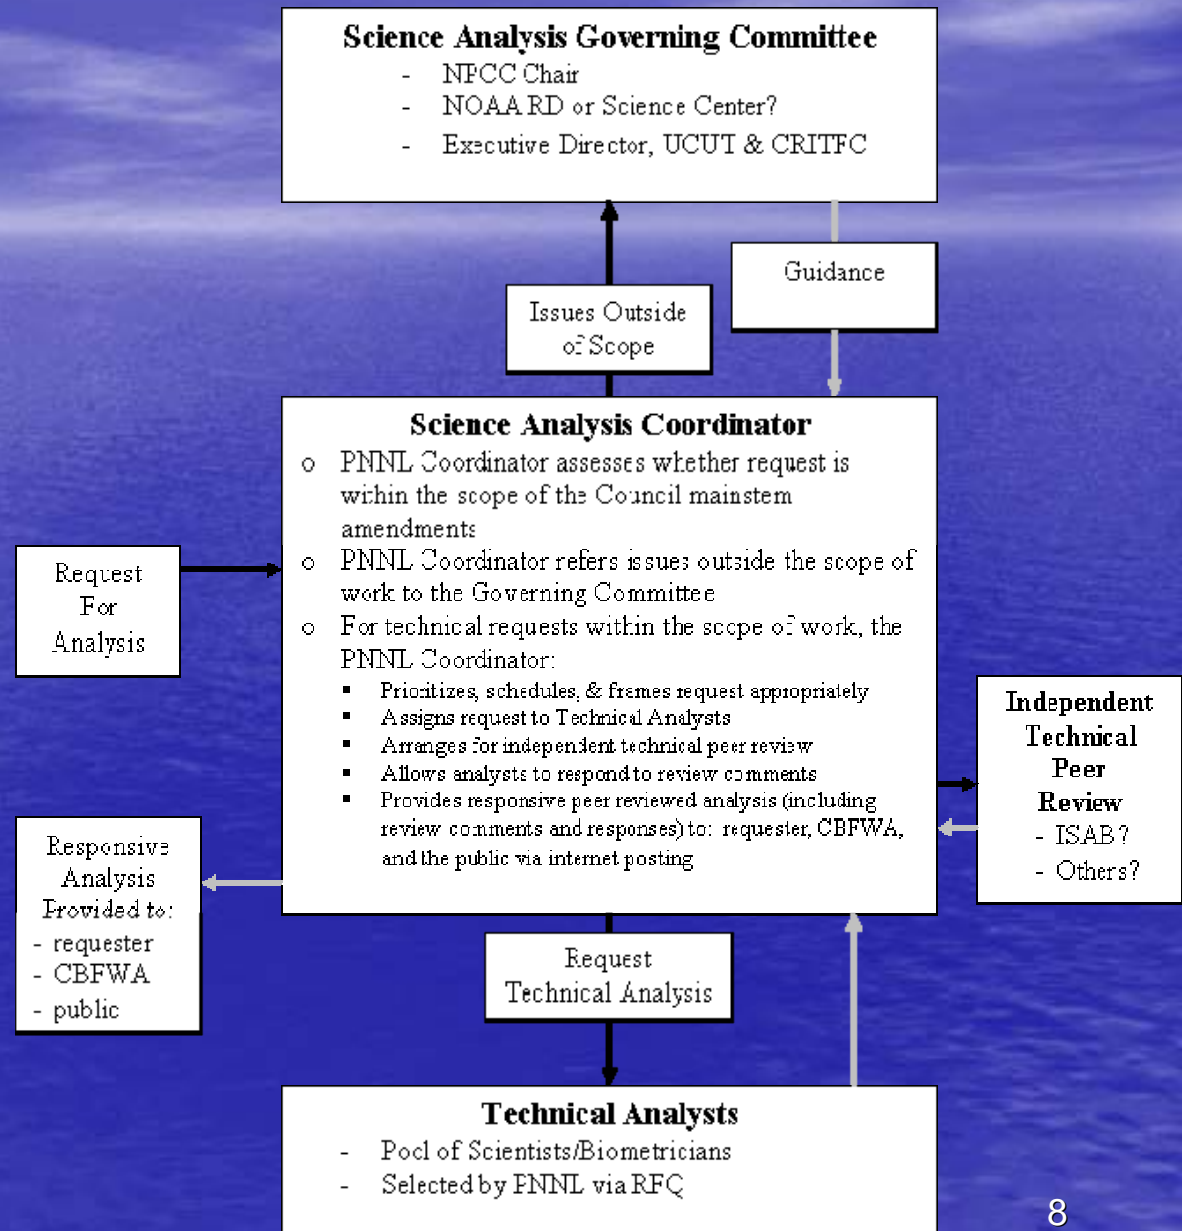 Science Analysis Governing Committee
- NPCC Chair
- NOAA RD or Science Center?
- Executive Director, UCUT & CRITFC
Guidance
Issues Outside
of Scope
Science Analysis Coordinator
o PNNL Coordinator assesses whether request is
within the scope of the Council mainstem
amendments
o PNNL Coordinator refers issues outside the scope of
work to the Governing Committee
o For technical requests within the scope of work, the
PNNL Coordinator:
▪ Prioritizes, schedules, & frames request appropriately
▪ Assigns request to Technical Analysts
▪ Arranges for independent technical peer review
▪ Allows analysts to respond to review comments
▪ Provides responsive peer reviewed analysis (including
review comments and responses) to: requester, CBFWA,
and the public via internet posting
Request
For
Analysis
Independent
Technical
Peer
Review
- ISAB?
- Others?
Responsive
Analysis
Provided to:
- requester
- CBFWA
- public
Request
Technical Analysis
Technical Analysts
- Pool of Scientists/Biometricians
- Selected by PNNL via RFQ
8